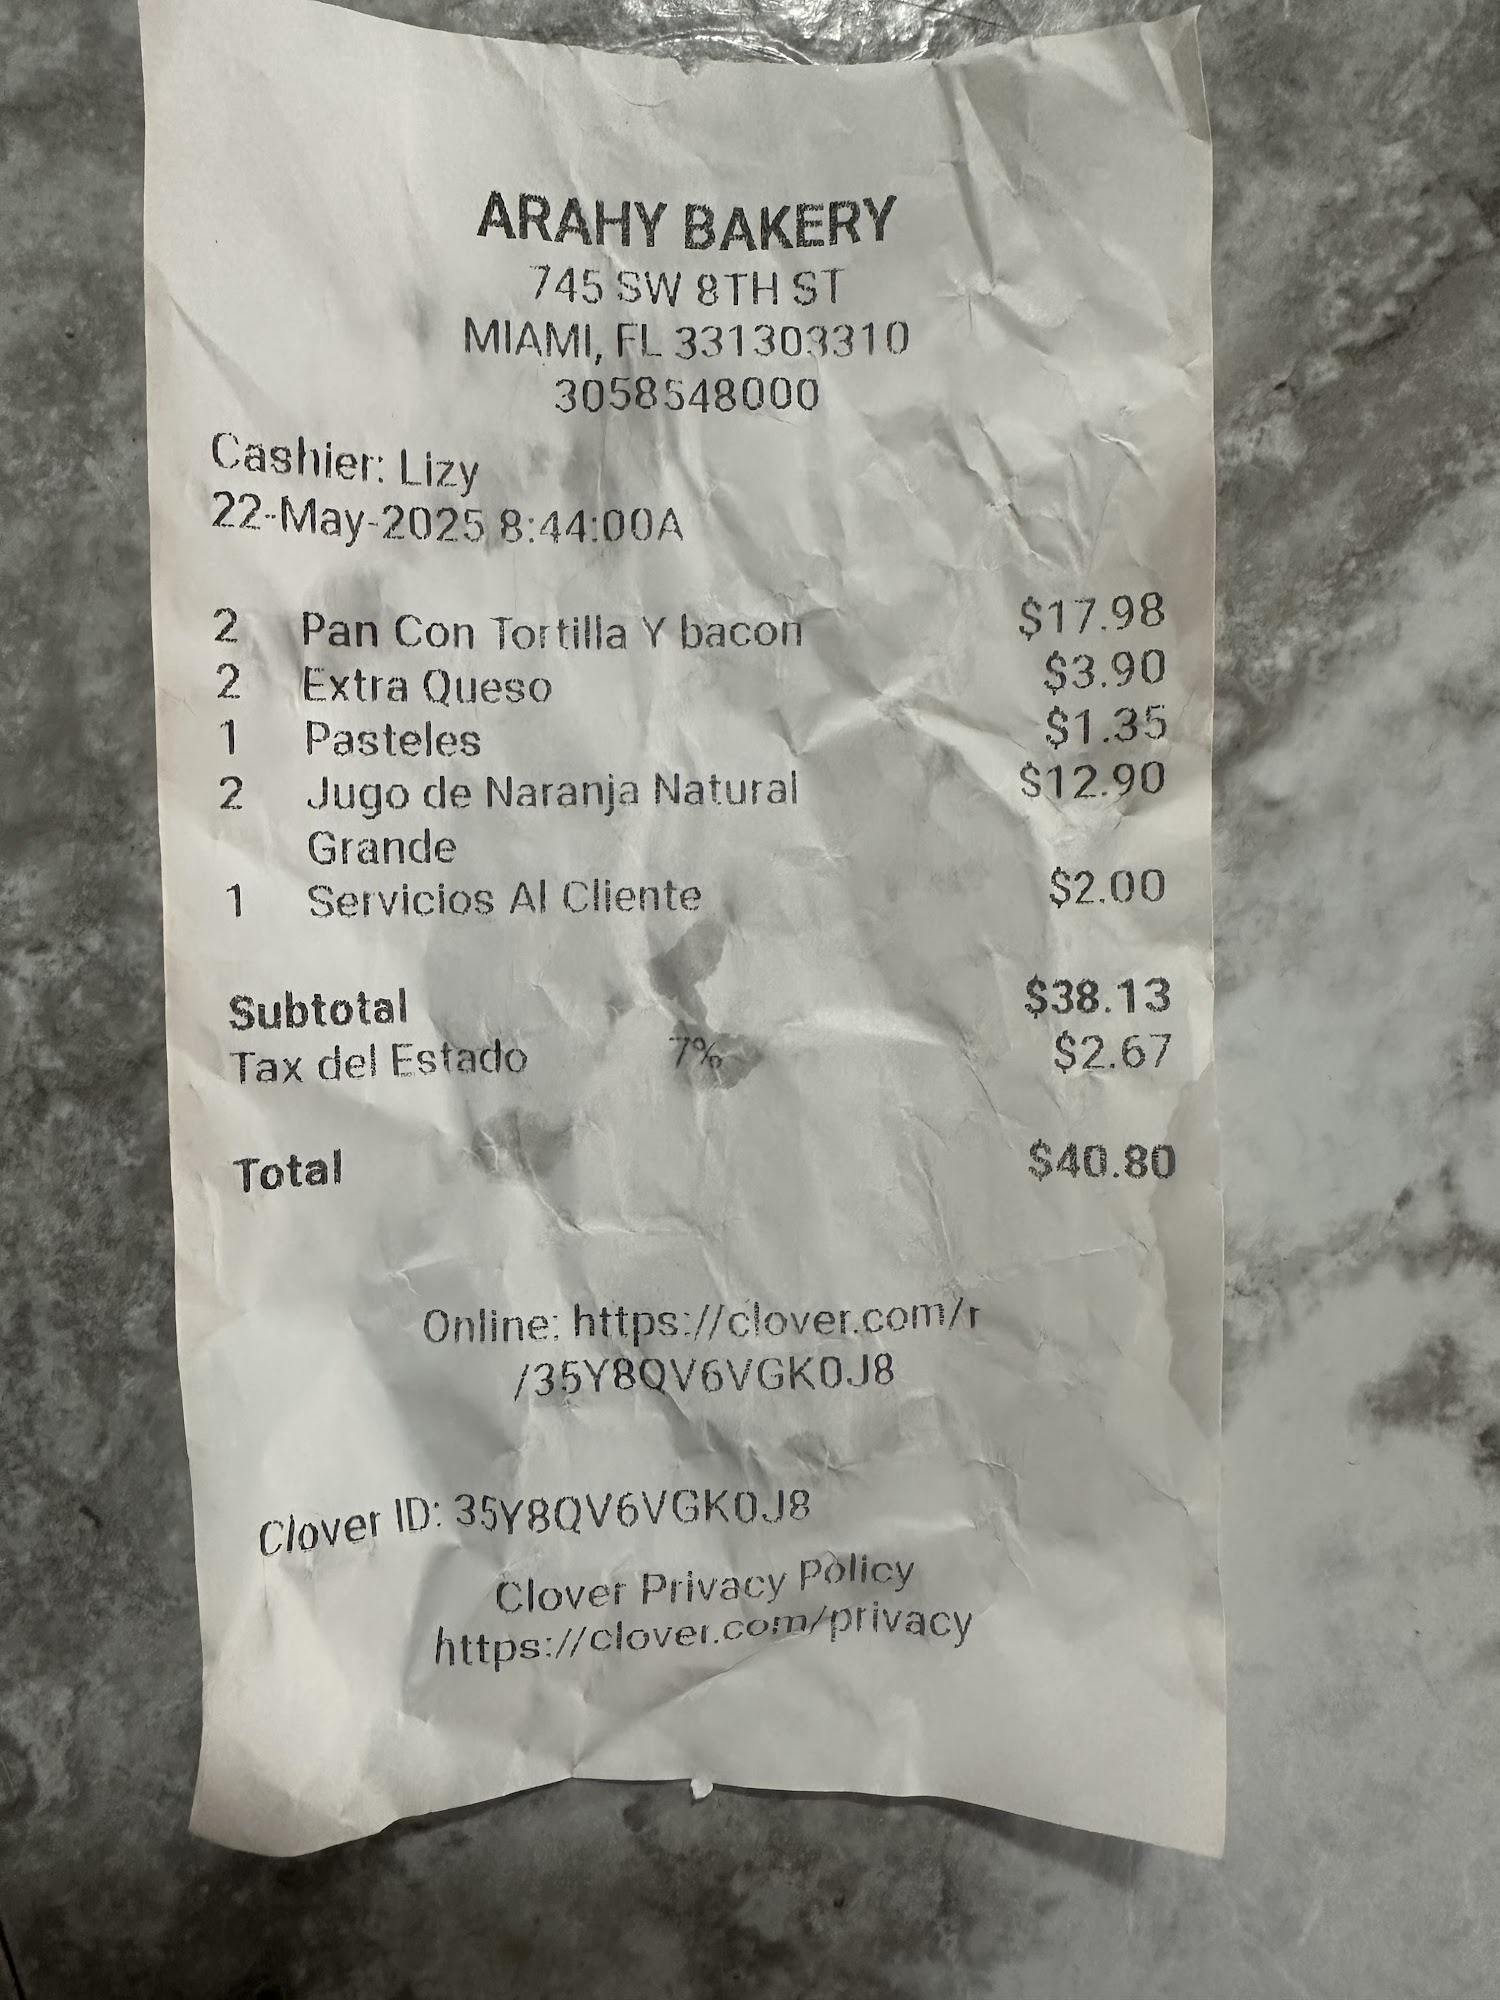 ARAHY BAKERY
745 SW 8TH ST
MIAMI, FL 331303310
3058548000
Cashier: Lizy
22-May-2025 8:44:00A
2 Pan Con Tortilla Y bacon $17.98
2 Extra Queso $3.90
1 Pasteles $1.35
2 Jugo de Naranja Natural $12.90
Grande
1 Servicios Al Cliente $2.00
Subtotal $38.13
Tax del Estado 7% $2.67
Total $40.80
Online: https://clover.com/r
/35Y8QV6VGK0J8
Clover ID: 35Y8QV6VGK0J8
Clover Privacy Policy
https://clover.com/privacy